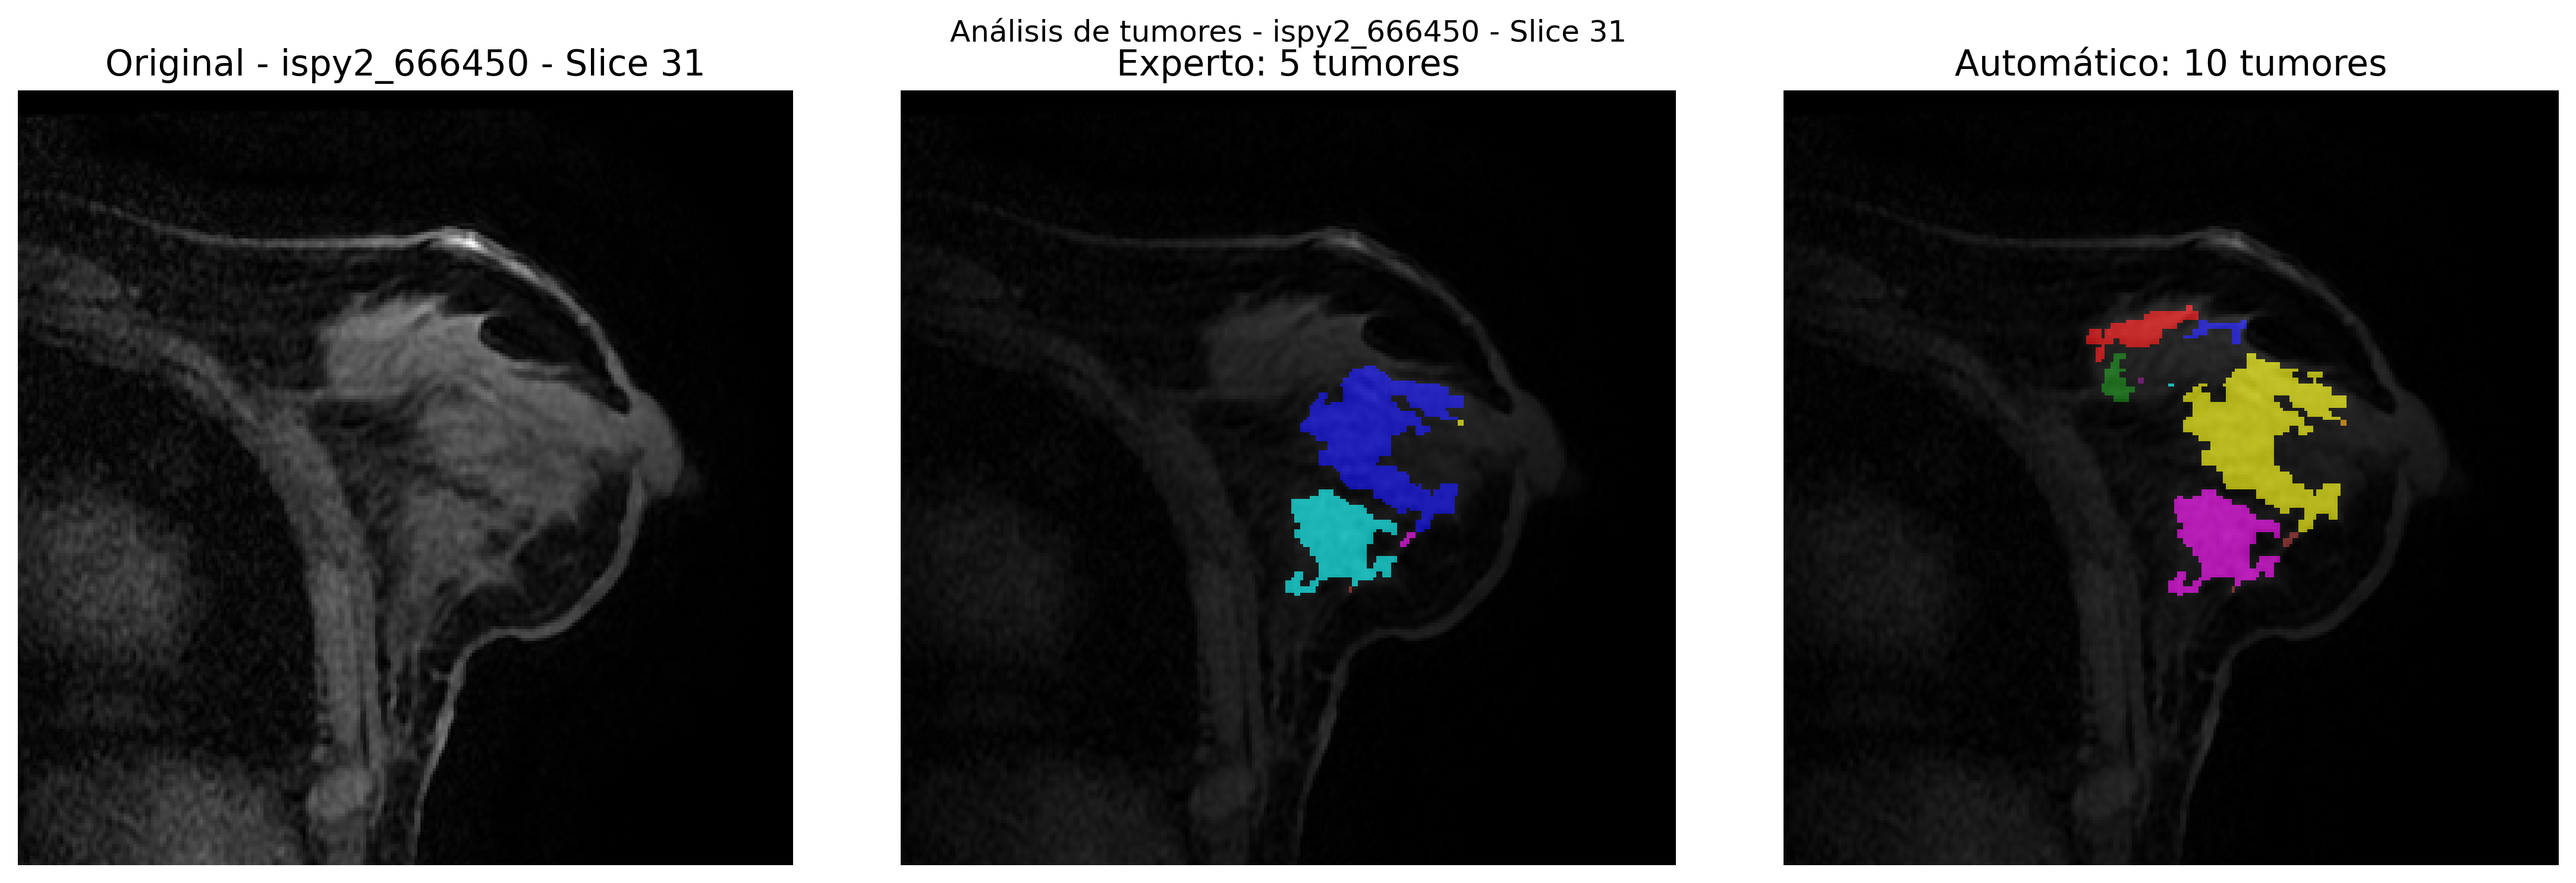 Análisis de tumores - ispy2_666450 - Slice 31
Original - ispy2_666450 - Slice 31
Experto: 5 tumores
Automático: 10 tumores